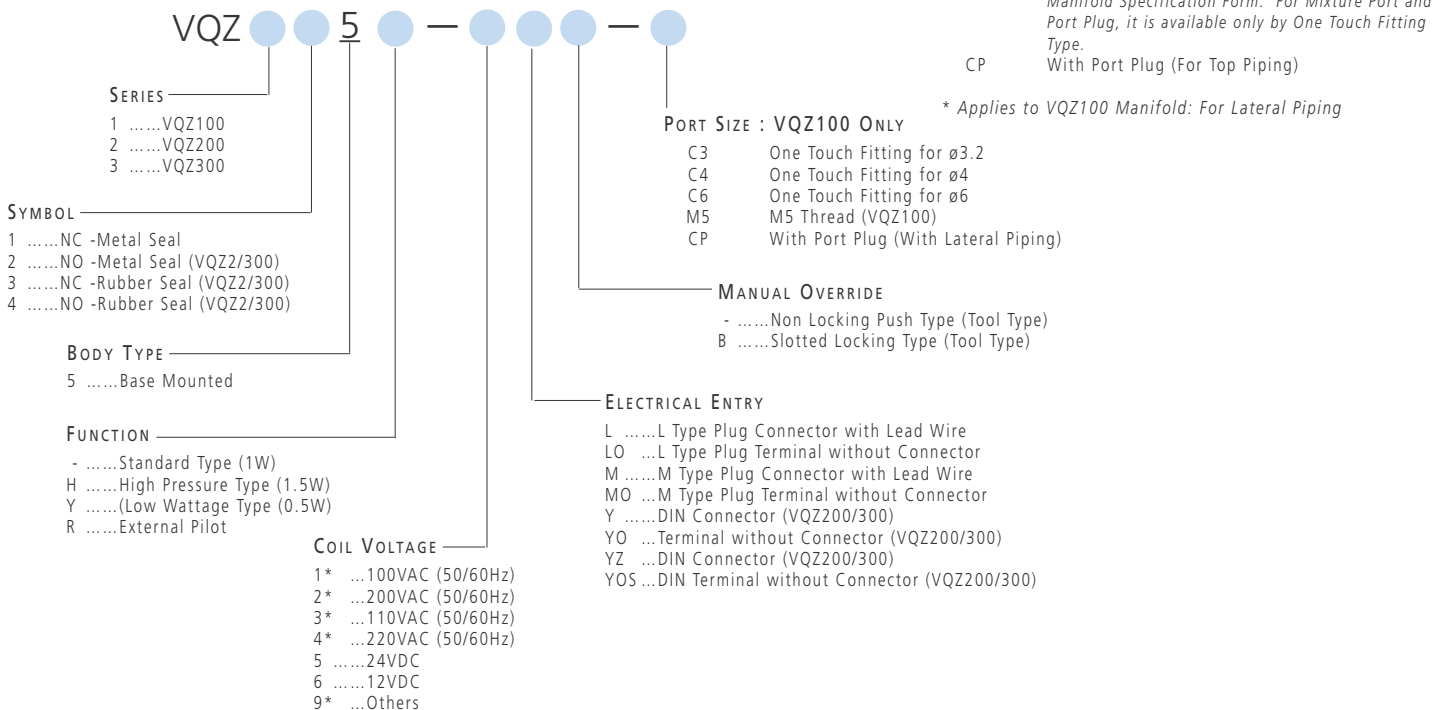 Manifold Specification Form. For Mixture Port and
Port Plug, it is available only by One Touch Fitting
Type.
CP With Port Plug (For Top Piping)
* Applies to VQZ100 Manifold: For Lateral Piping
VQZ 5 — —
SERIES
1 ......VQZ100
2 ......VQZ200
3 ......VQZ300
SYMBOL
1 ......NC -Metal Seal
2 ......NO -Metal Seal (VQZ2/300)
3 ......NC -Rubber Seal (VQZ2/300)
4 ......NO -Rubber Seal (VQZ2/300)
BODY TYPE
5 ......Base Mounted
FUNCTION
- ......Standard Type (1W)
H ......High Pressure Type (1.5W)
Y ......(Low Wattage Type (0.5W)
R ......External Pilot
COIL VOLTAGE
1* ...100VAC (50/60Hz)
2* ...200VAC (50/60Hz)
3* ...110VAC (50/60Hz)
4* ...220VAC (50/60Hz)
5 ......24VDC
6 ......12VDC
9* ...Others
PORT SIZE : VQZ100 ONLY
C3 One Touch Fitting for ø3.2
C4 One Touch Fitting for ø4
C6 One Touch Fitting for ø6
M5 M5 Thread (VQZ100)
CP With Port Plug (With Lateral Piping)
MANUAL OVERRIDE
- ......Non Locking Push Type (Tool Type)
B ......Slotted Locking Type (Tool Type)
ELECTRICAL ENTRY
L ......L Type Plug Connector with Lead Wire
LO ...L Type Plug Terminal without Connector
M ......M Type Plug Connector with Lead Wire
MO ...M Type Plug Terminal without Connector
Y ......DIN Connector (VQZ200/300)
YO ...Terminal without Connector (VQZ200/300)
YZ ...DIN Connector (VQZ200/300)
YOS ...DIN Terminal without Connector (VQZ200/300)